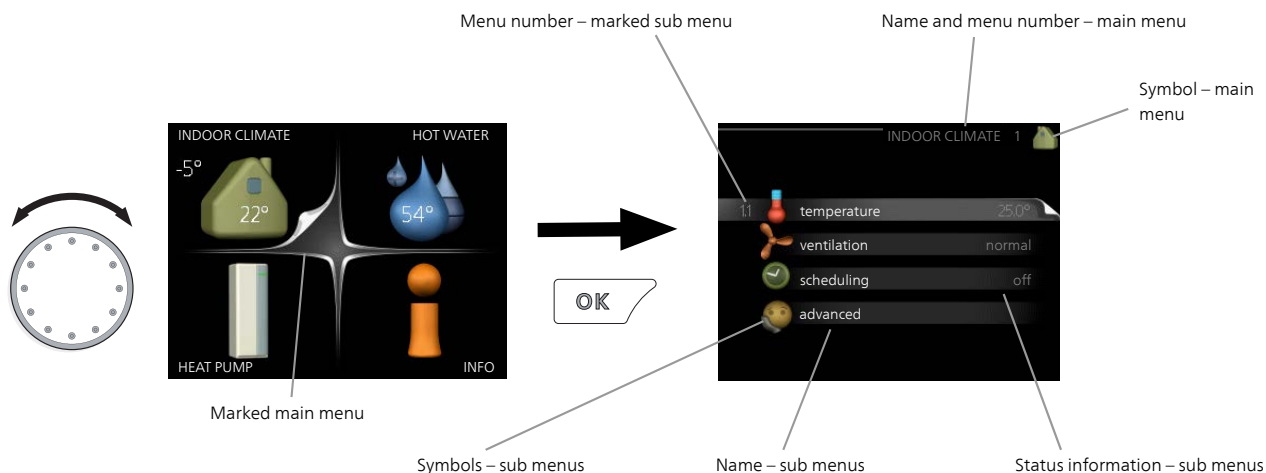 Menu number – marked sub menu
Name and menu number – main menu
Symbol – main
menu
INDOOR CLIMATE
HOT WATER
-5°
22°
54°
HEAT PUMP
INFO
Marked main menu
OK
INDOOR CLIMATE 1
1.1 temperature 25.0°
ventilation normal
scheduling off
advanced
Symbols – sub menus
Name – sub menus
Status information – sub menus